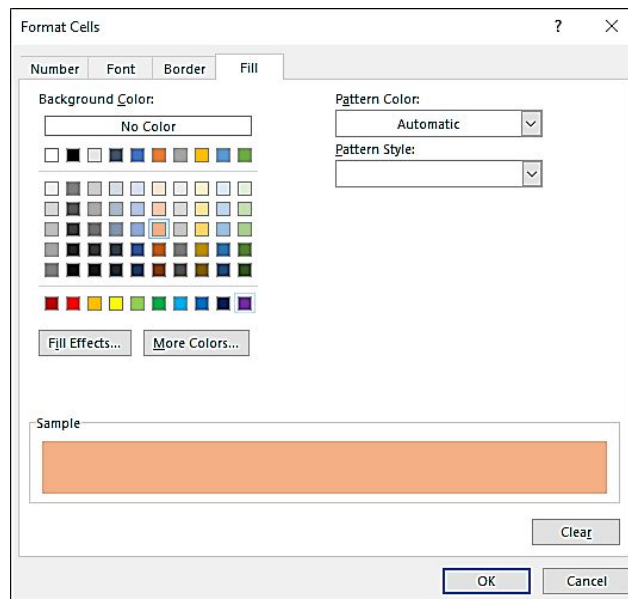 Format Cells
?
Number Font Border Fill
Background Color:
No Color
Pattern Color:
Automatic
Pattern Style:
Fill Effects... More Colors...
Sample
Clear
OK Cancel